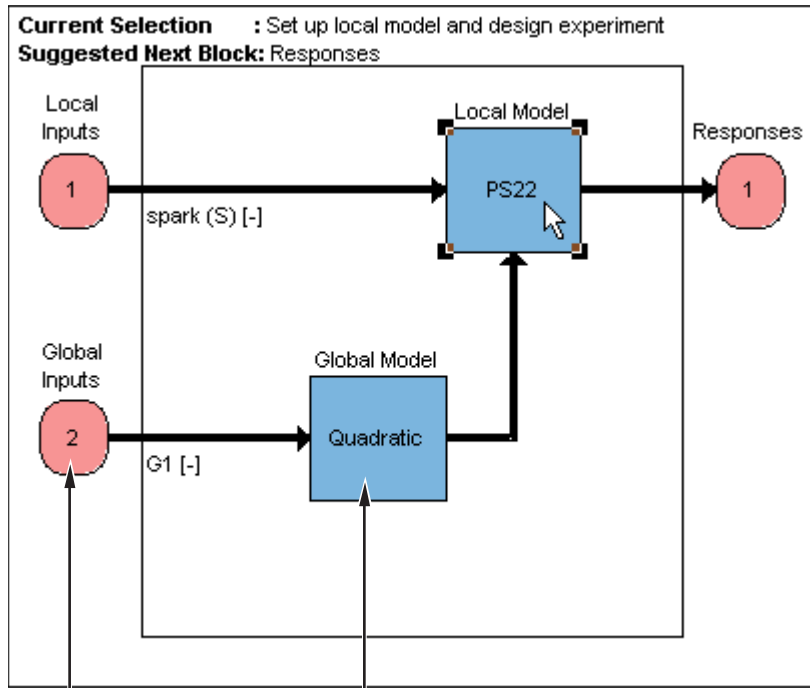 Current Selection : Set up local model and design experiment
Suggested Next Block: Responses
Local
Inputs
Local Model
Responses
1
PS22
1
spark (S) [-]
Global
Inputs
Global Model
2
Quadratic
G1 [-]